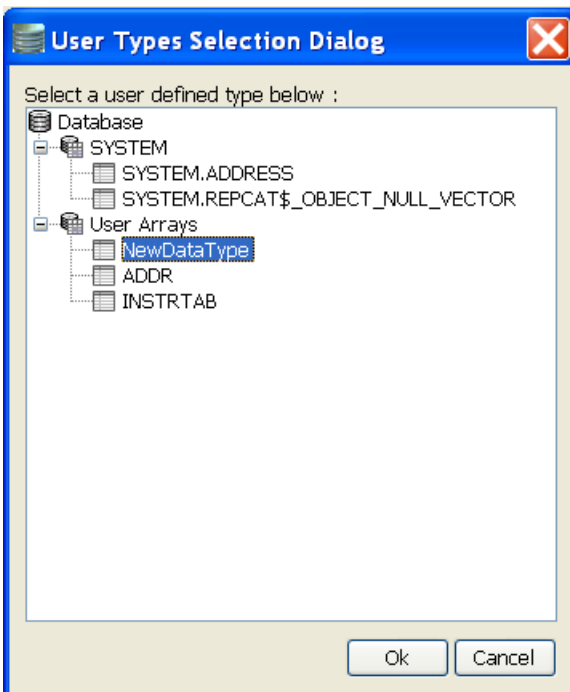 User Types Selection Dialog
Select a user defined type below :
Database
SYSTEM
SYSTEM.ADDRESS
SYSTEM.REPCAT$_OBJECT_NULL_VECTOR
User Arrays
NewDataType
ADDR
INSTRTAB
Ok Cancel